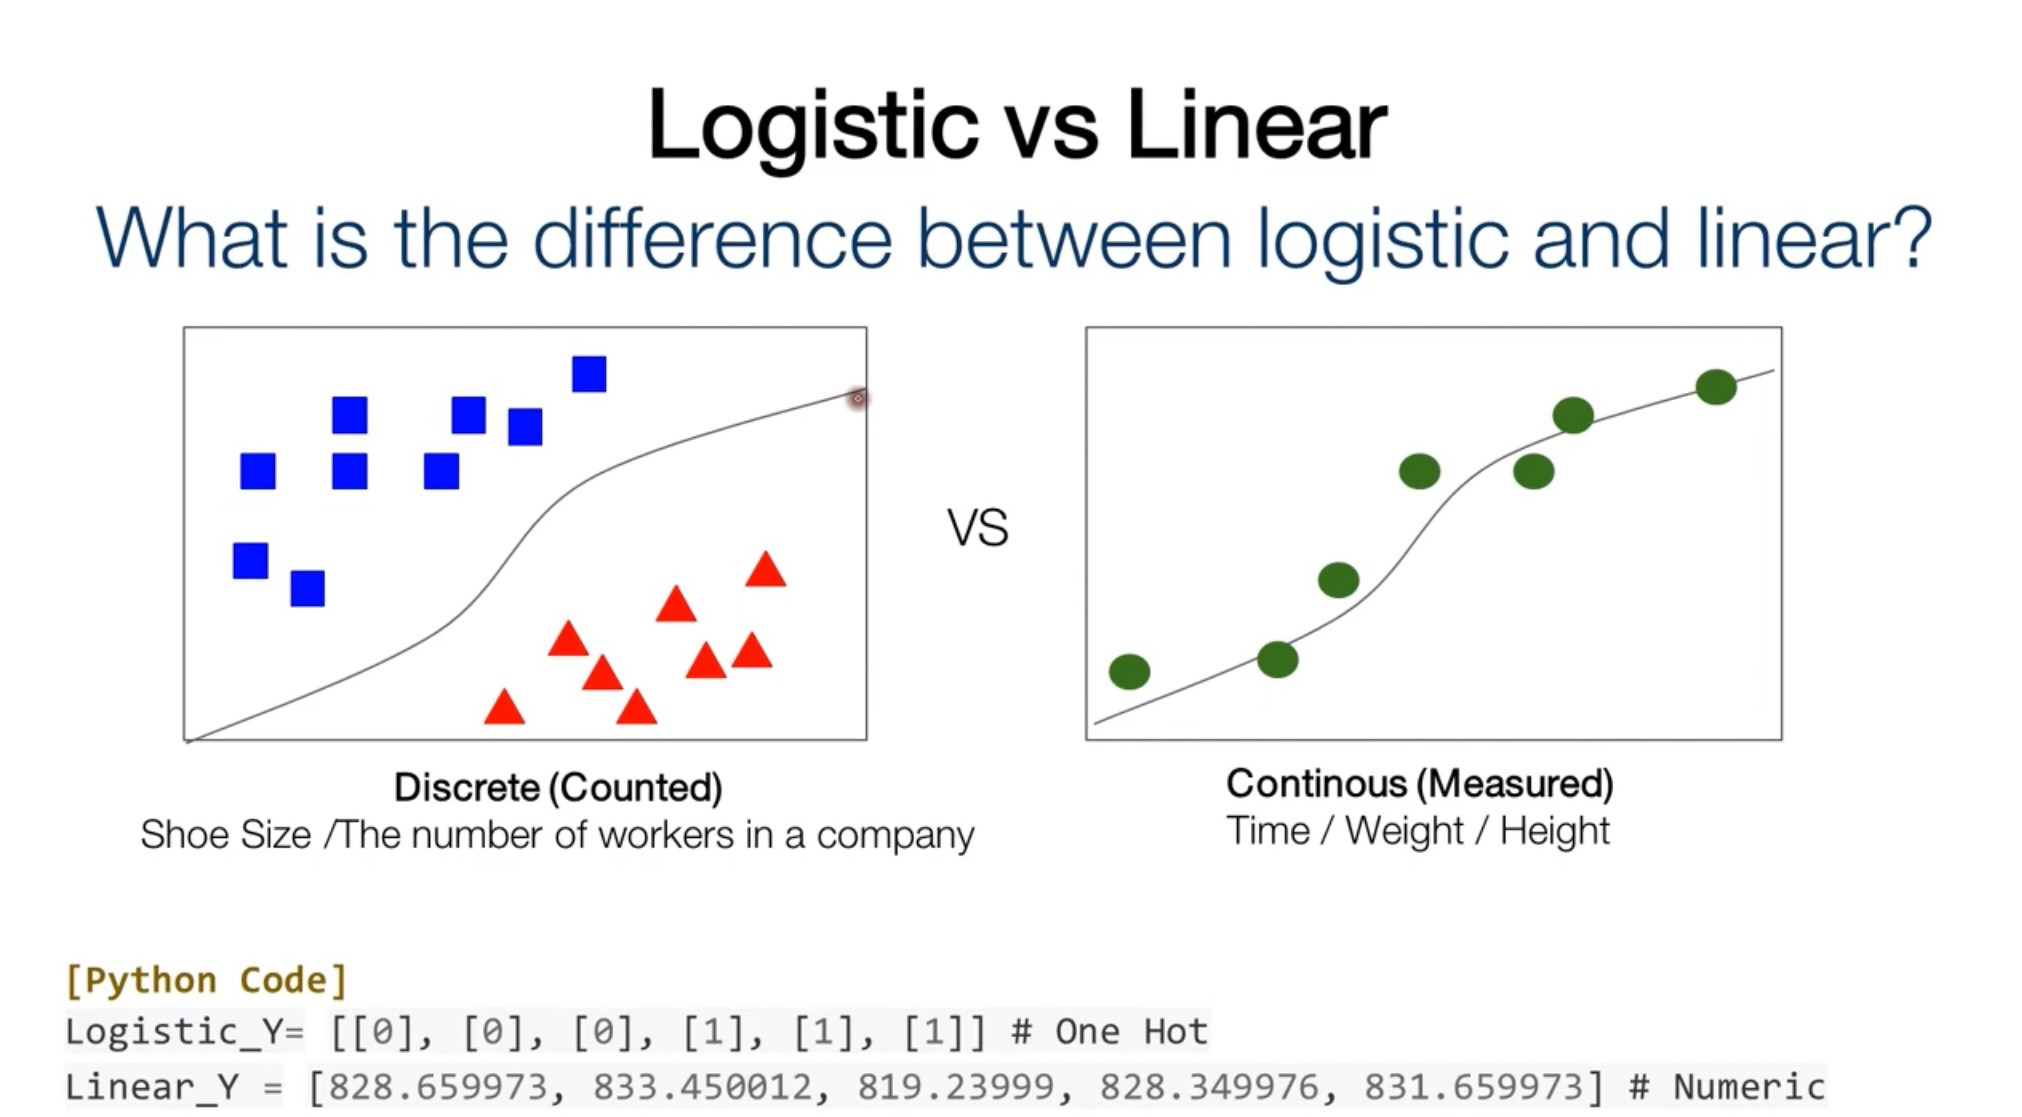 Logistic vs Linear
What is the difference between logistic and linear?
VS
Discrete (Counted)
Shoe Size /The number of workers in a company
Continous (Measured)
Time / Weight / Height
[Python Code]
Logistic_Y= [[0], [0], [0], [1], [1], [1]] # One Hot
Linear_Y = [828.659973, 833.450012, 819.23999, 828.349976, 831.659973] # Numeric